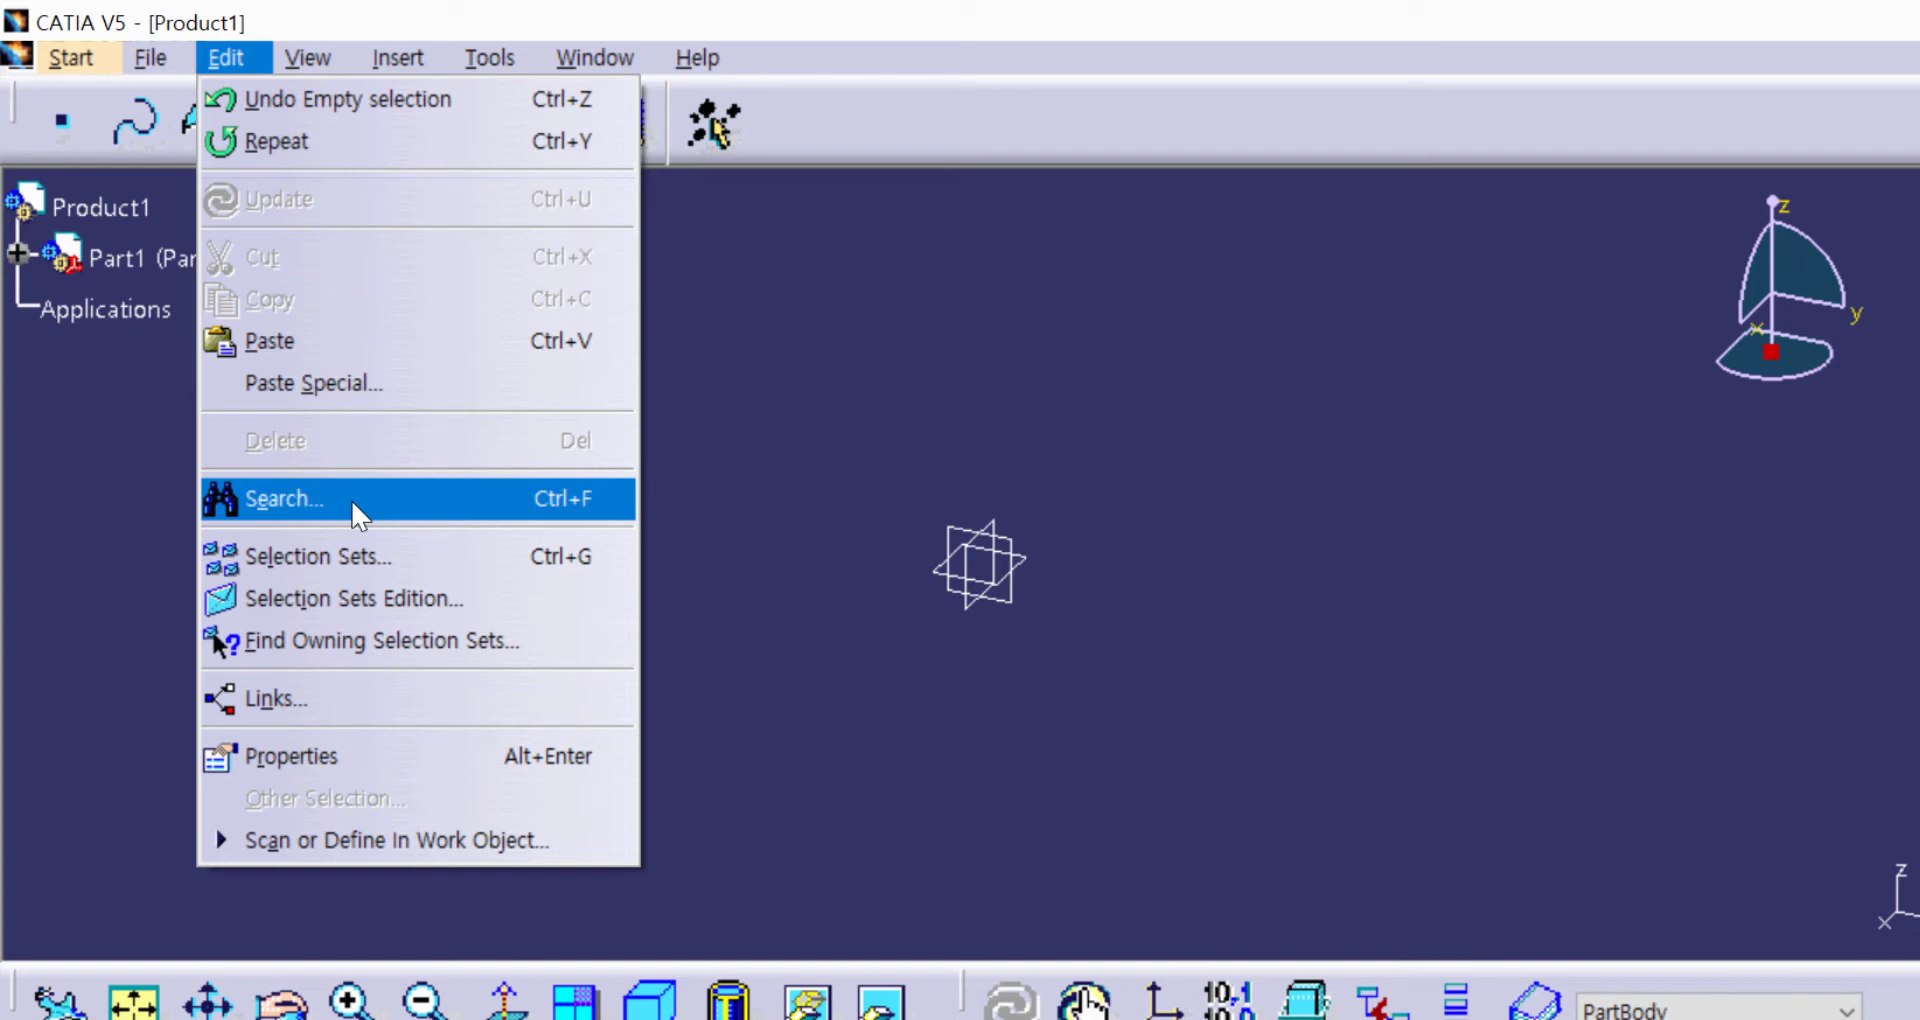 CATIA V5 - [Product1]
Start File Edit View Insert Tools Window Help
Undo Empty selection Ctrl+Z
Repeat Ctrl+Y
Update Ctrl+U
Cut Ctrl+X
Copy Ctrl+C
Paste Ctrl+V
Paste Special...
Delete Del
Search... Ctrl+F
Selection Sets... Ctrl+G
Selection Sets Edition...
Find Owning Selection Sets...
Links...
Properties Alt+Enter
Other Selection...
Scan or Define In Work Object...
Product1
Part1 (Par
Applications
z
y
x
z
x
PartBody